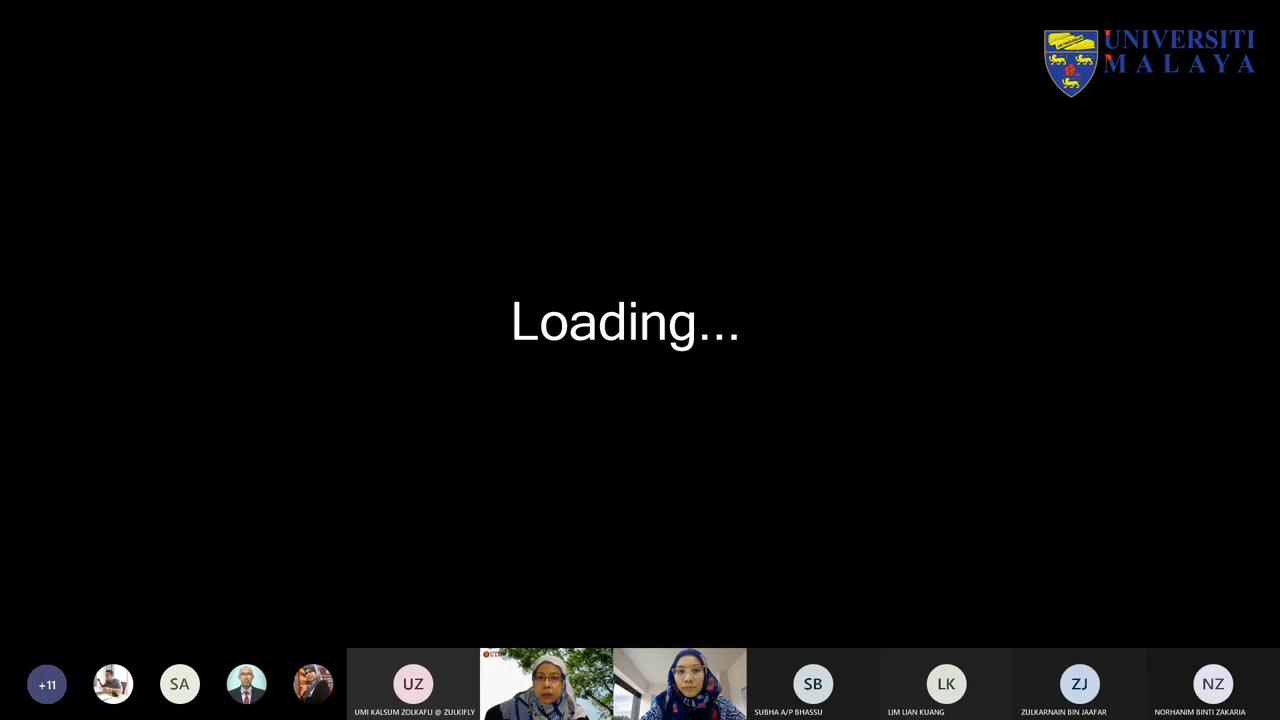 UNIVERSITI
MALAYA
Loading...
+11
SA
UZ
UMI KALSUM ZOLKAFLI @ ZULKIFLY
SB
SUBHA A/P BHASSU
LK
LIM LIAN KUANG
ZJ
ZULKARNAIN BIN JAAFAR
NZ
NORHANIM BINTI ZAKARIA